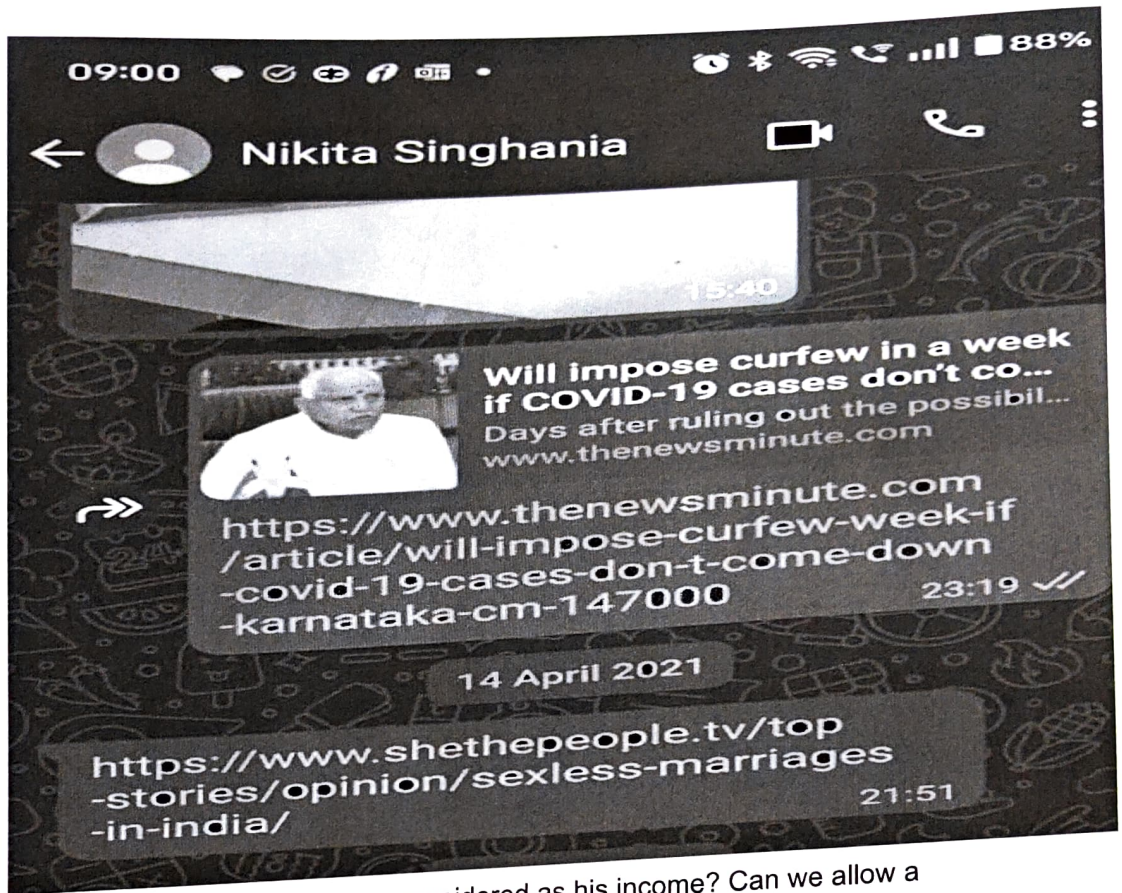 09:00
88%
Nikita Singhania
15:40
Will impose curfew in a week
if COVID-19 cases don't co...
Days after ruling out the possibil...
www.thenewsminute.com
https://www.thenewsminute.com
/article/will-impose-curfew-week-if
-covid-19-cases-don-t-come-down
-karnataka-cm-147000
23:19
14 April 2021
https://www.shethepeople.tv/top
-stories/opinion/sexless-marriages
-in-india/
21:51
as his income? Can we allow a